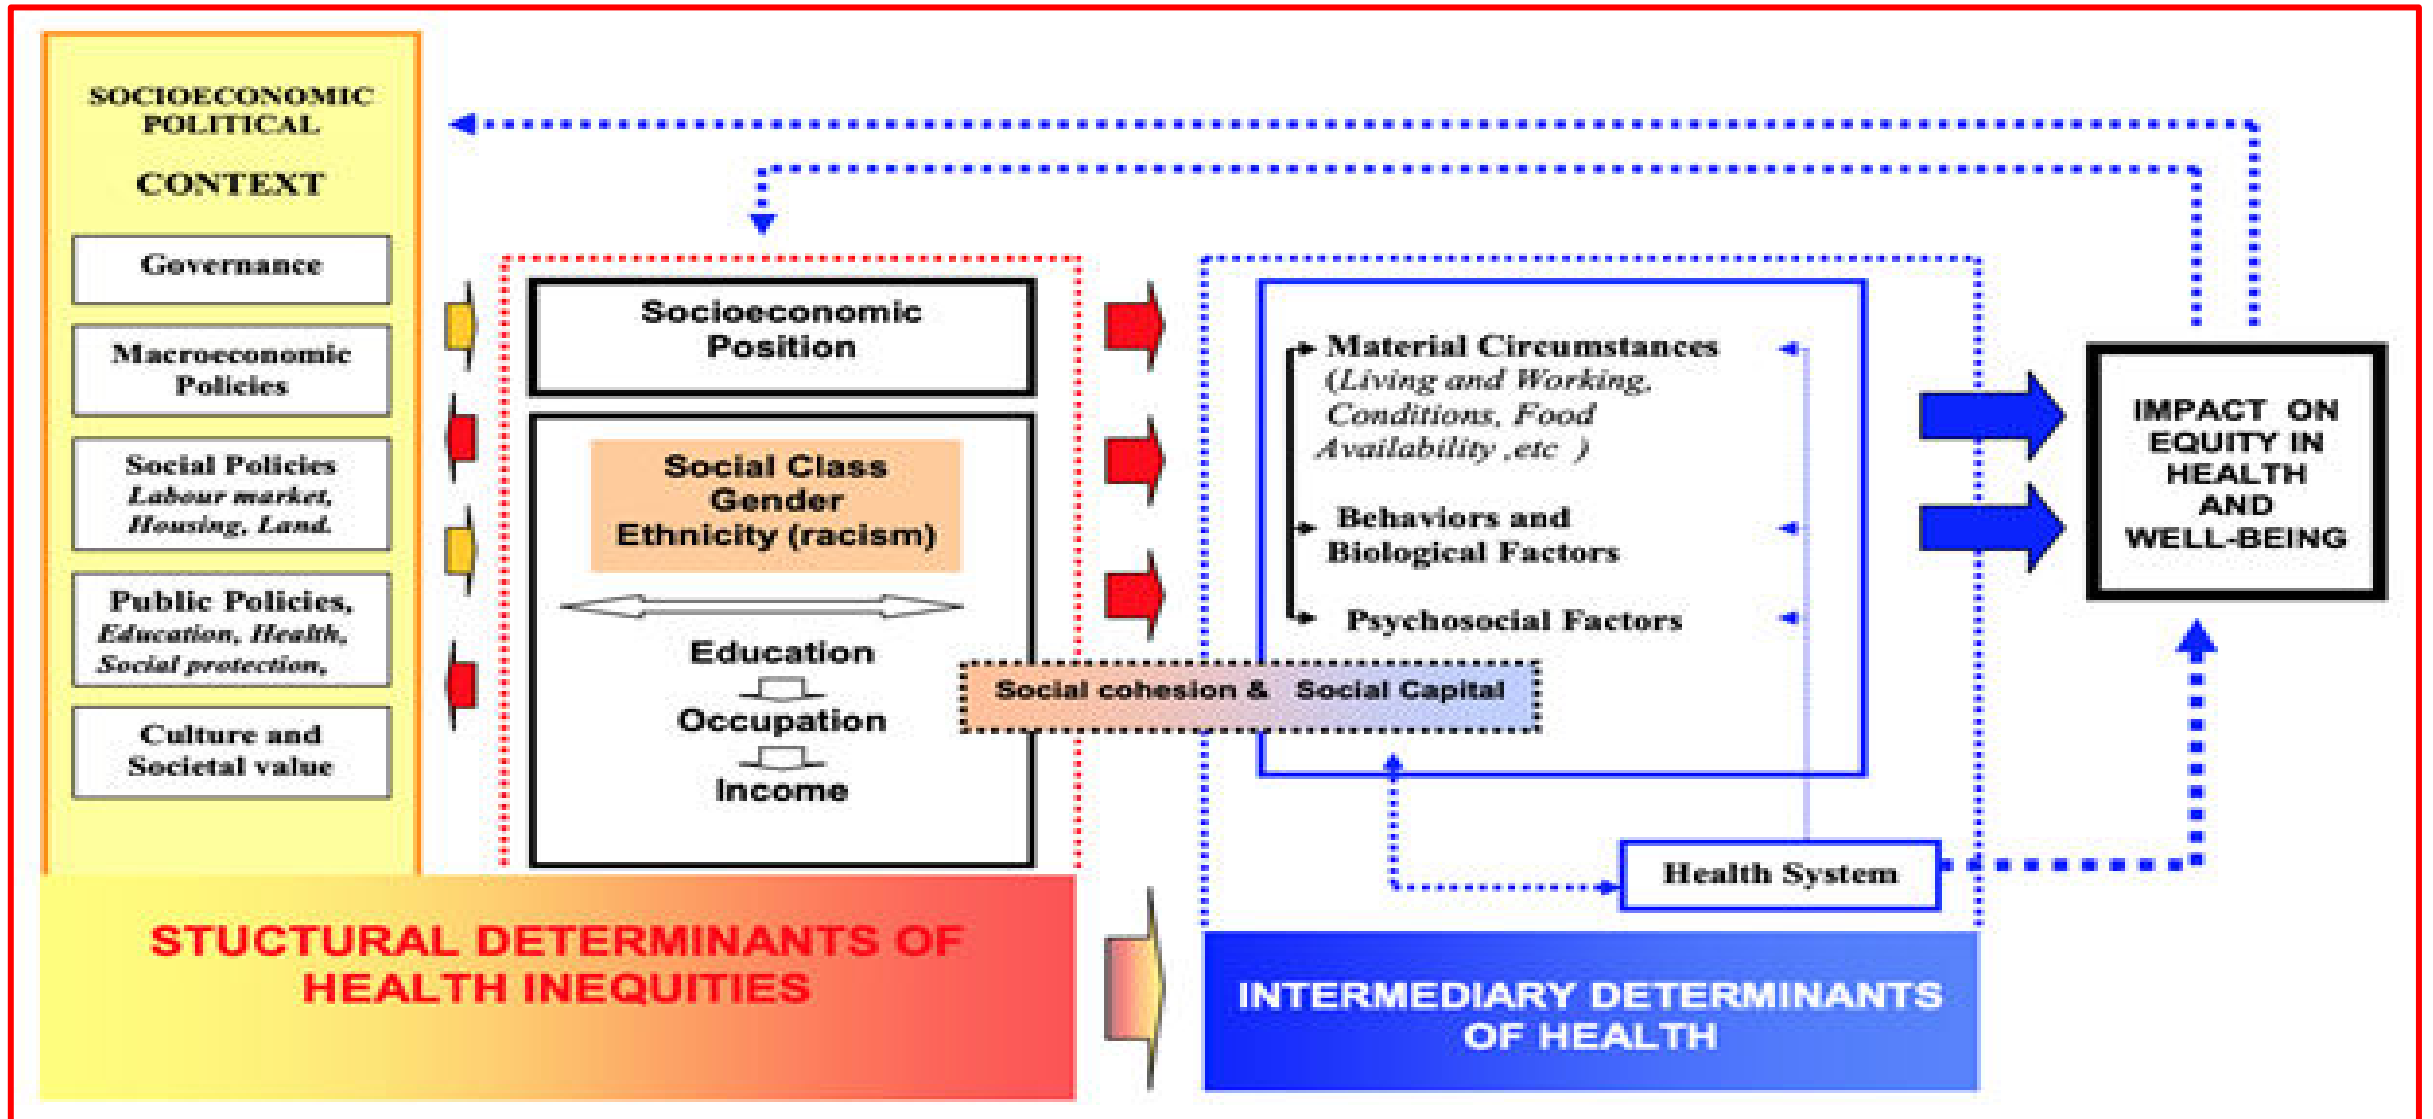 SOCIOECONOMIC
POLITICAL
CONTEXT
Governance
Macroeconomic
Policies
Social Policies
Labour market,
Housing, Land.
Public Policies,
Education, Health,
Social protection,
Culture and
Societal value
Socioeconomic
Position
Social Class
Gender
Ethnicity (racism)
Education
Occupation
Income
Social cohesion & Social Capital
Material Circumstances
(Living and Working,
Conditions, Food
Availability ,etc )
Behaviors and
Biological Factors
Psychosocial Factors
Health System
IMPACT ON
EQUITY IN
HEALTH
AND
WELL-BEING
STUCTURAL DETERMINANTS OF
HEALTH INEQUITIES
INTERMEDIARY DETERMINANTS
OF HEALTH